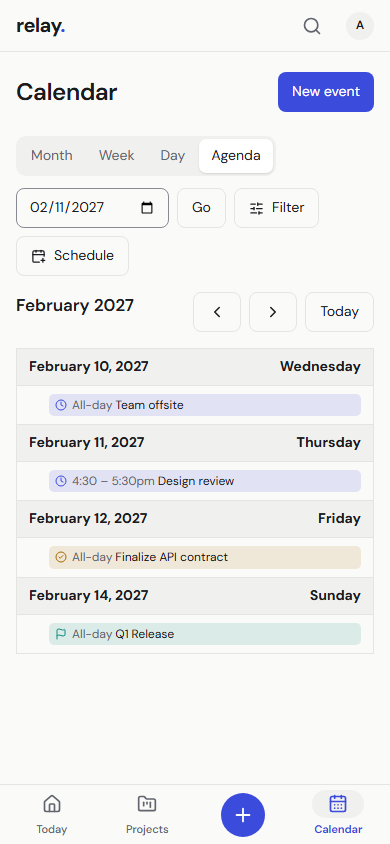 relay.
A
Calendar
New event
Month Week Day Agenda
02/11/2027 Go Filter
Schedule
February 2027 Today
February 10, 2027 Wednesday
All-day Team offsite
February 11, 2027 Thursday
4:30 – 5:30pm Design review
February 12, 2027 Friday
All-day Finalize API contract
February 14, 2027 Sunday
All-day Q1 Release
Today Projects Calendar